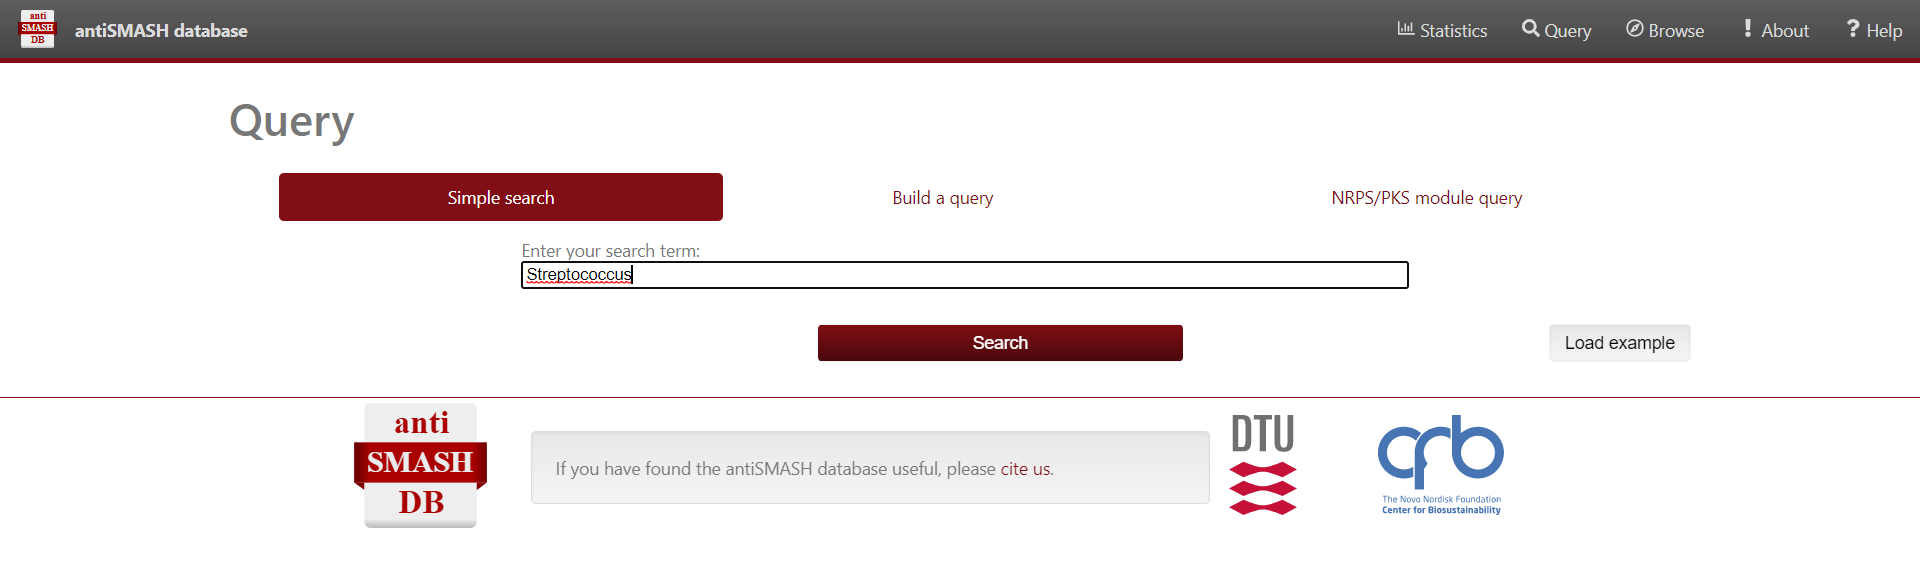 anti
SMASH
DB
antiSMASH database
Statistics
Query
Browse
About
Help
Query
Simple search
Build a query
NRPS/PKS module query
Enter your search term:
Streptococcus
Search
Load example
anti
SMASH
DB
If you have found the antiSMASH database useful, please cite us.
DTU
The Novo Nordisk Foundation
Center for Biosustainability